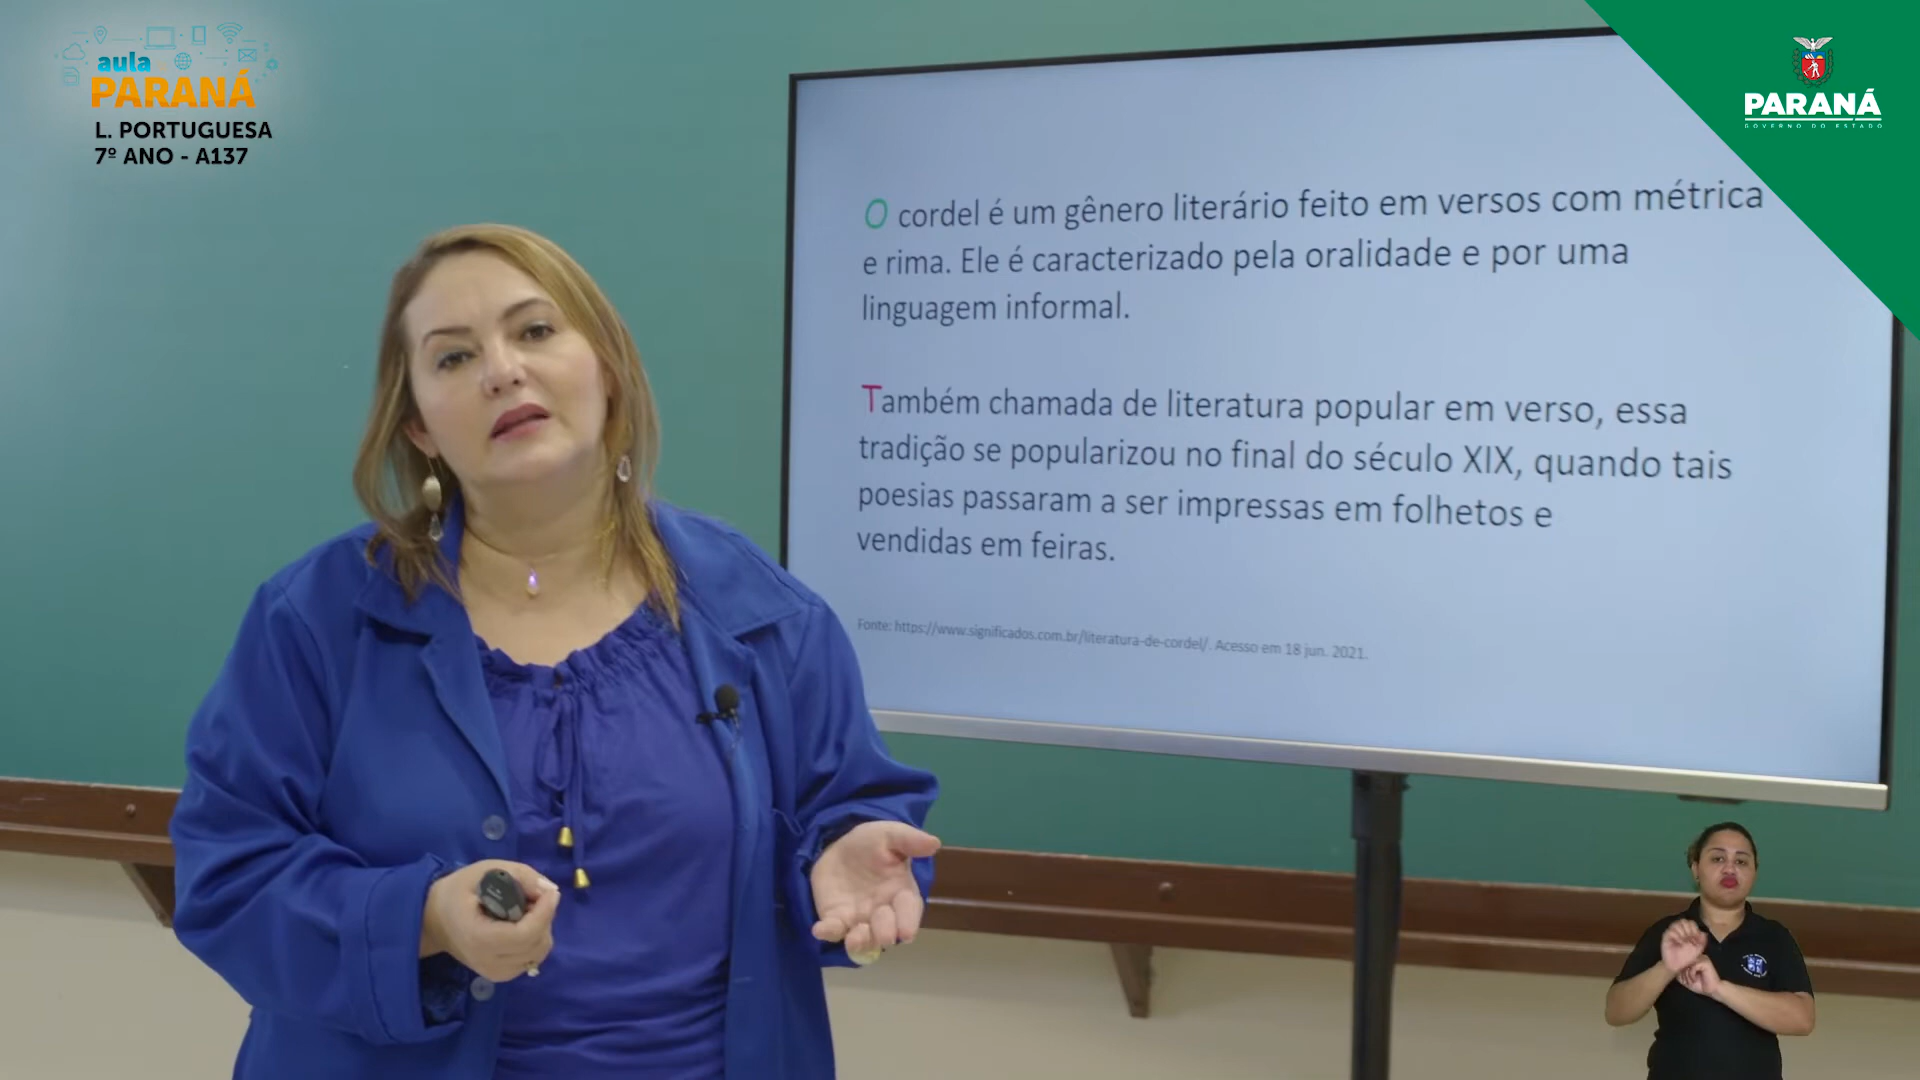 aula
PARANÁ
L. PORTUGUESA
7º ANO - A137
PARANÁ
GOVERNO DO ESTADO
O cordel é um gênero literário feito em versos com métrica
e rima. Ele é caracterizado pela oralidade e por uma
linguagem informal.
Também chamada de literatura popular em verso, essa
tradição se popularizou no final do século XIX, quando tais
poesias passaram a ser impressas em folhetos e
vendidas em feiras.
Fonte: https://www.significados.com.br/literatura-de-cordel/. Acesso em 18 jun. 2021.